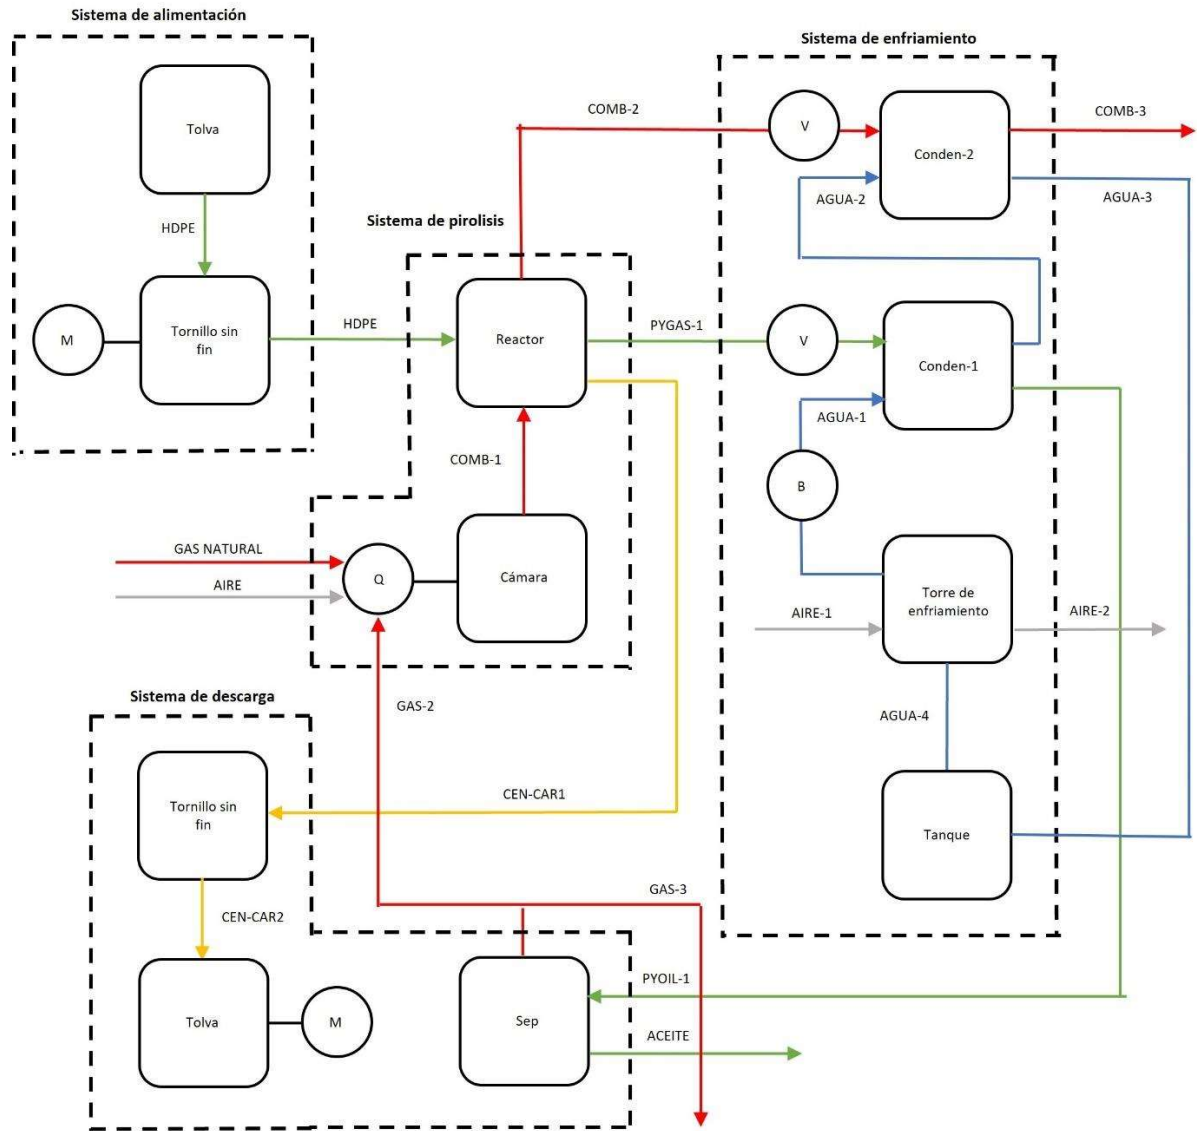 Sistema de alimentación
Tolva
HDPE
M
Tornillo sin
fin
HDPE
Sistema de pirolisis
Reactor
COMB-1
GAS NATURAL
AIRE
Q
Cámara
COMB-2
PYGAS-1
Sistema de enfriamiento
V
Conden-2
COMB-3
AGUA-2
AGUA-3
V
Conden-1
AGUA-1
B
Torre de
enfriamiento
AIRE-1
AIRE-2
AGUA-4
Tanque
Sistema de descarga
GAS-2
Tornillo sin
fin
CEN-CAR1
CEN-CAR2
Tolva
M
GAS-3
Sep
PYOIL-1
ACEITE